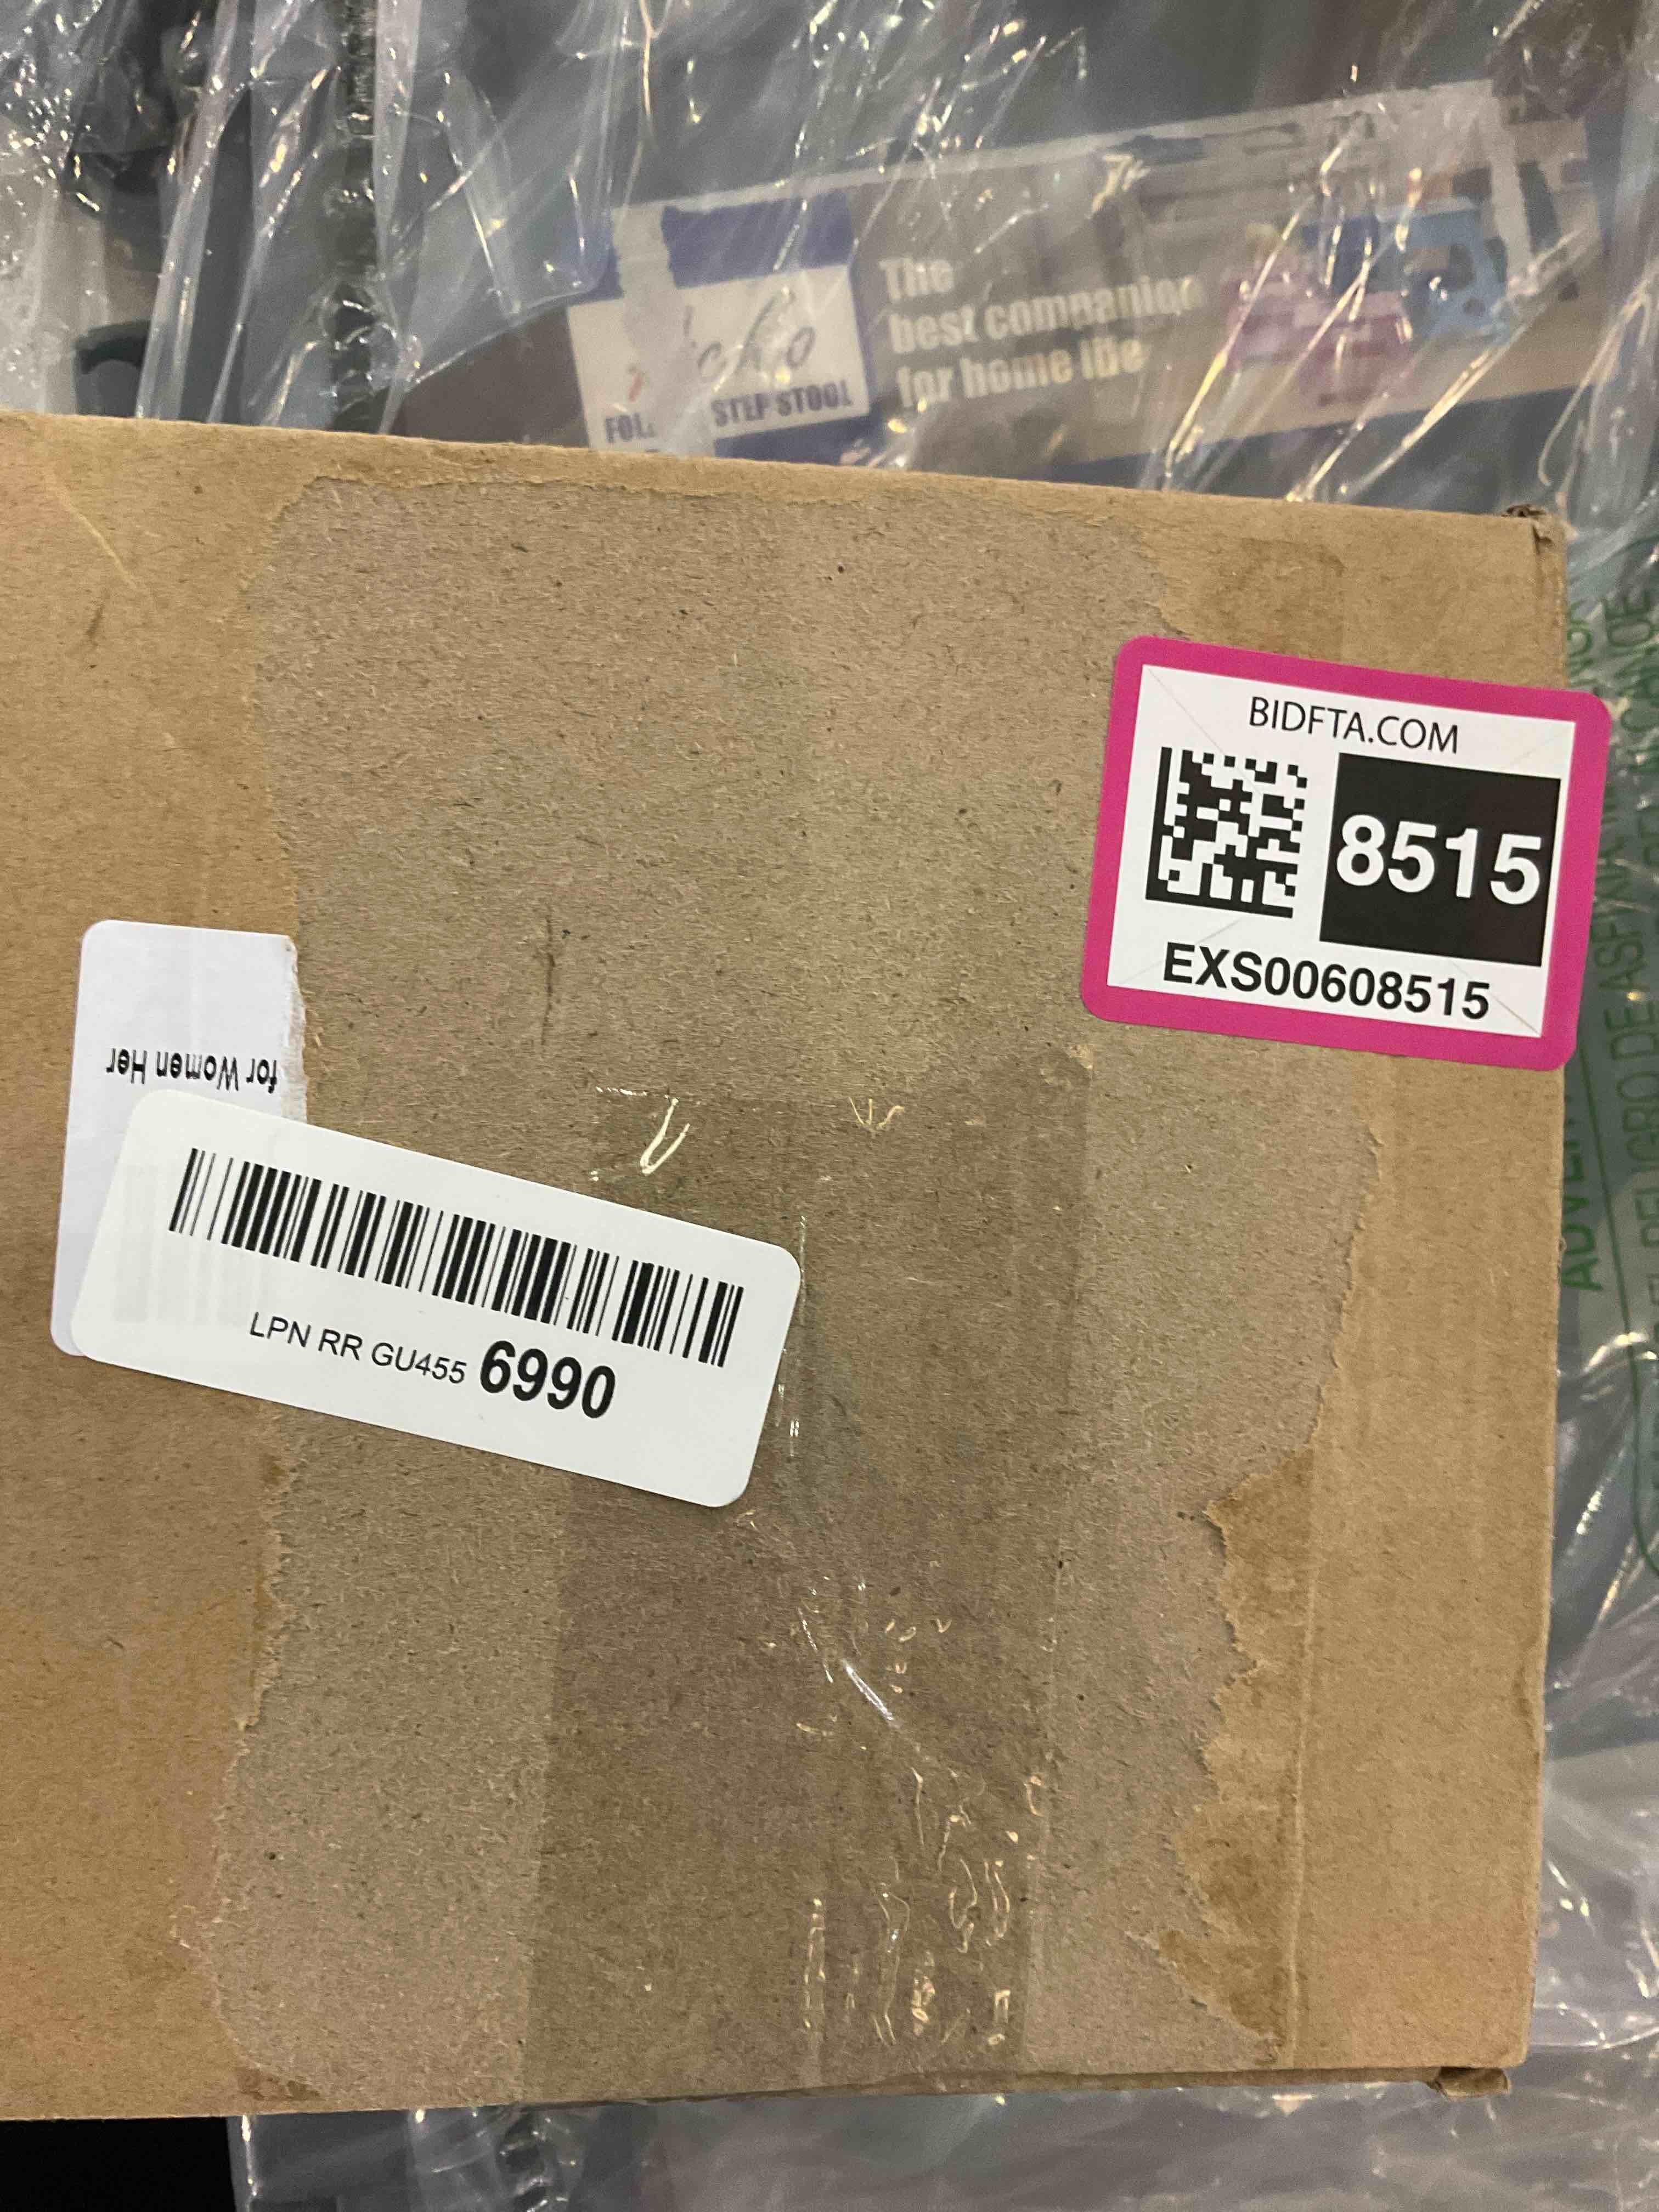 The
best companion
for home life
cho
STEP STOOL
BIDFTA.COM
8515
EXS00608515
for Women Her
LPN RR GU455 6990